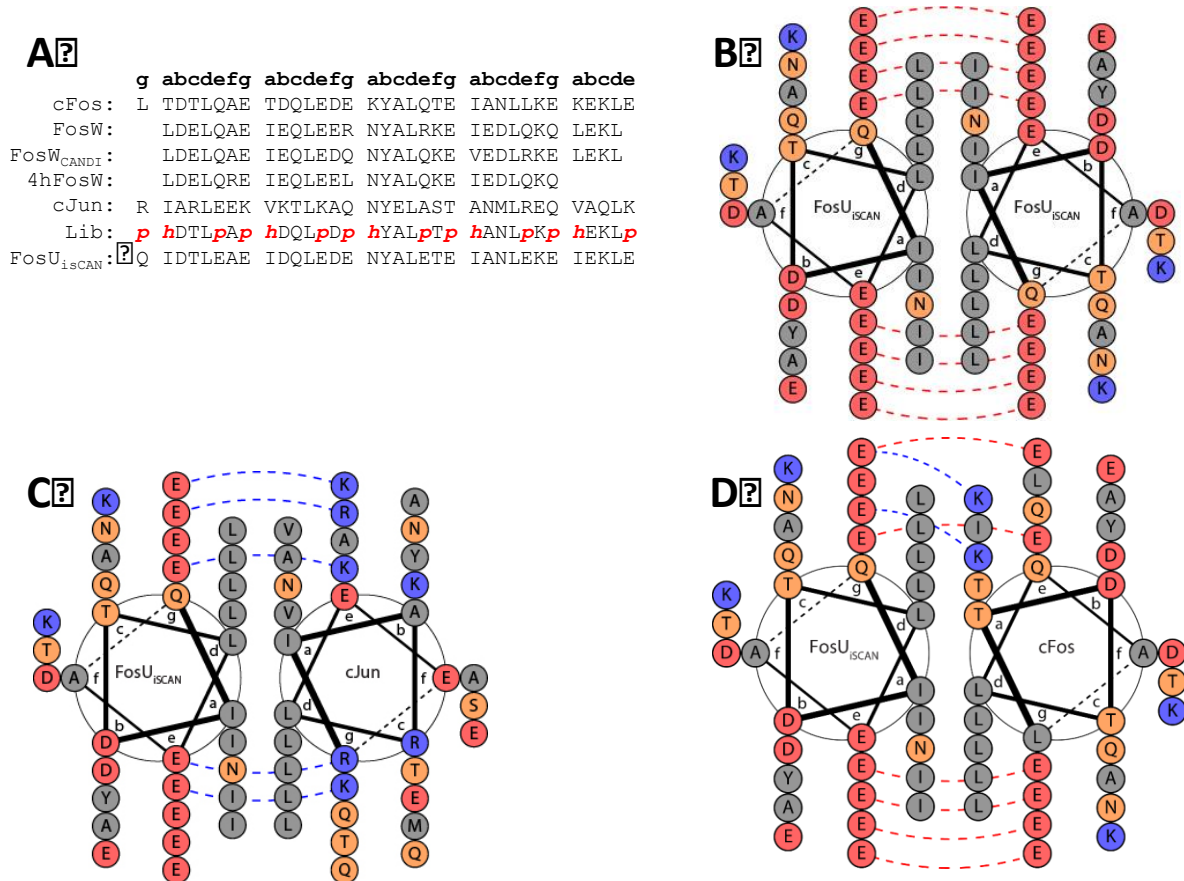 A
g abcdefg abcdefg abcdefg abcdefg abcde
cFos: L TDTLQAE TDQLEDE KYALQTE IANLLKE KEKLE
FosW: LDELQAE IEQLEER NYALRKE IEDLQKQ LEKL
FosWCANDI: LDELQAE IEQLEDQ NYALQKE VEDLRKE LEKL
4hFosW: LDELQRE IEQLEEL NYALQKE IEDLQKQ
cJun: R IARLEEK VKTLKAQ NYELAST ANMLREQ VAQLK
Lib: p hDTLpAp hDQLpDp hYALpTp hANLpKp hEKLp
FosUisCAN: Q IDTLEAE IDQLEDE NYALETE IANLEKE IEKLE
B
K N A Q T
E E E E Q
L L L L L
I I N I I
E E E E E
E A Y D D
K T D A
c g d a e b f
FosUiSCAN
FosUiSCAN
A D T K
f b e a d g c
D D Y A E
E E E E E
I I N I I
L L L L L
Q E E E E
T Q A N K
C
K N A Q T
E E E E Q
L L L L L
V A N V I
K R A K E
A N Y K A
K T D A
c g d a e b f
FosUiSCAN
cJun
E A S E
f b e a d g c
D D Y A E
E E E E E
I I N I I
L L L L L
R K Q T Q
R T E M Q
D
K N A Q T
E E E E Q
L L L L L
K I K T T
E L Q E Q
E A Y D D
K T D A
c g d a e b f
FosUiSCAN
cFos
A D T K
f b e a d g c
D D Y A E
E E E E E
I I N I I
L L L L L
L E E E E
T Q A N K